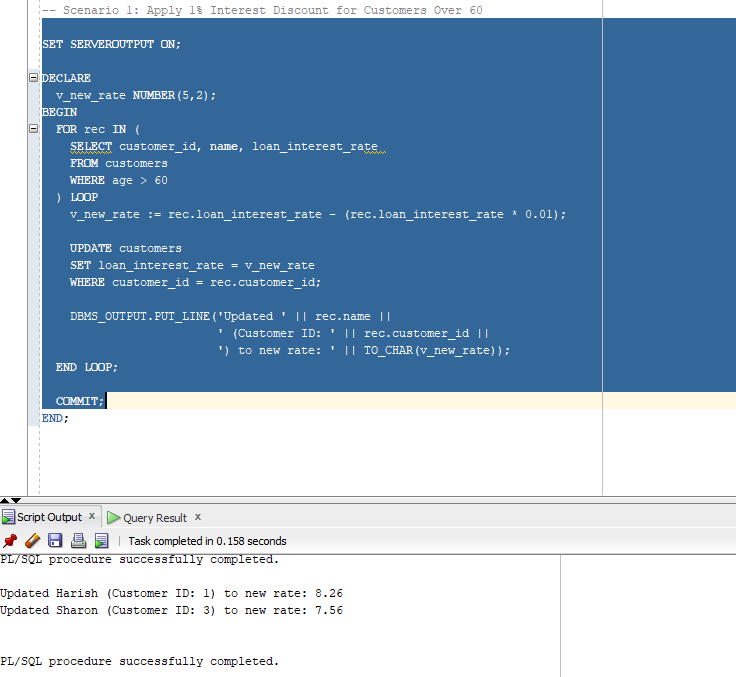 -- Scenario 1: Apply 1% Interest Discount for Customers Over 60
SET SERVEROUTPUT ON;
DECLARE
  v_new_rate NUMBER(5,2);
BEGIN
  FOR rec IN (
    SELECT customer_id, name, loan_interest_rate
    FROM customers
    WHERE age > 60
  ) LOOP
    v_new_rate := rec.loan_interest_rate - (rec.loan_interest_rate * 0.01);
    UPDATE customers
    SET loan_interest_rate = v_new_rate
    WHERE customer_id = rec.customer_id;
    DBMS_OUTPUT.PUT_LINE('Updated ' || rec.name ||
                         ' (Customer ID: ' || rec.customer_id ||
                         ') to new rate: ' || TO_CHAR(v_new_rate));
  END LOOP;
  COMMIT;
END;
Script Output x Query Result x
Task completed in 0.158 seconds
PL/SQL procedure successfully completed.
Updated Harish (Customer ID: 1) to new rate: 8.26
Updated Sharon (Customer ID: 3) to new rate: 7.56
PL/SQL procedure successfully completed.